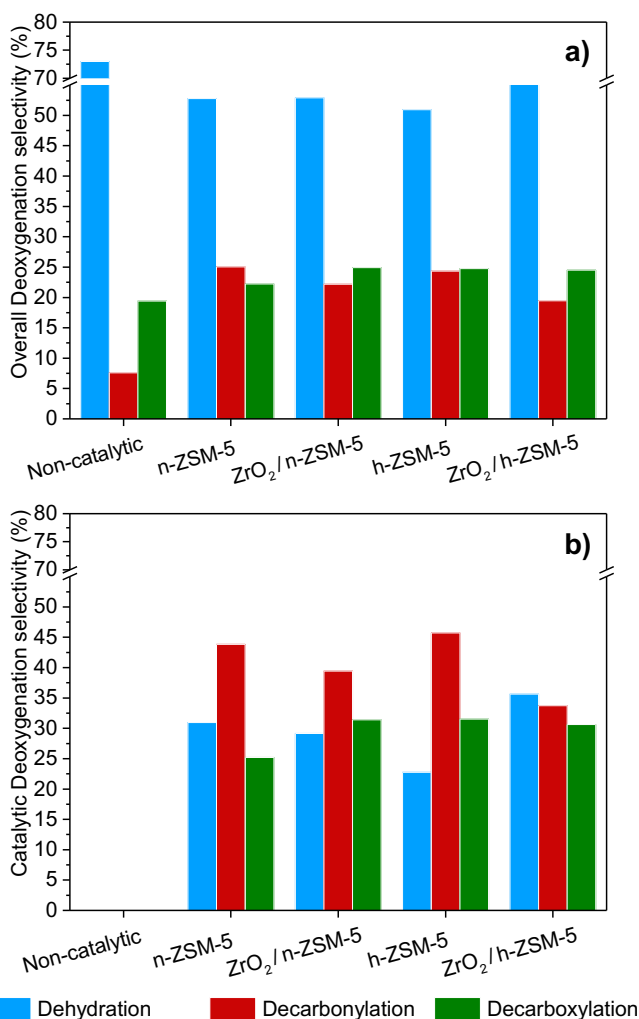 a)
Overall Deoxygenation selectivity (%)
80
75
70
50
45
40
35
30
25
20
15
10
5
0
Non-catalytic
n-ZSM-5
ZrO₂/ n-ZSM-5
h-ZSM-5
ZrO₂/ h-ZSM-5
b)
Catalytic Deoxygenation selectivity (%)
80
75
70
50
45
40
35
30
25
20
15
10
5
0
Non-catalytic
n-ZSM-5
ZrO₂/ n-ZSM-5
h-ZSM-5
ZrO₂/ h-ZSM-5
Dehydration Decarbonylation Decarboxylation